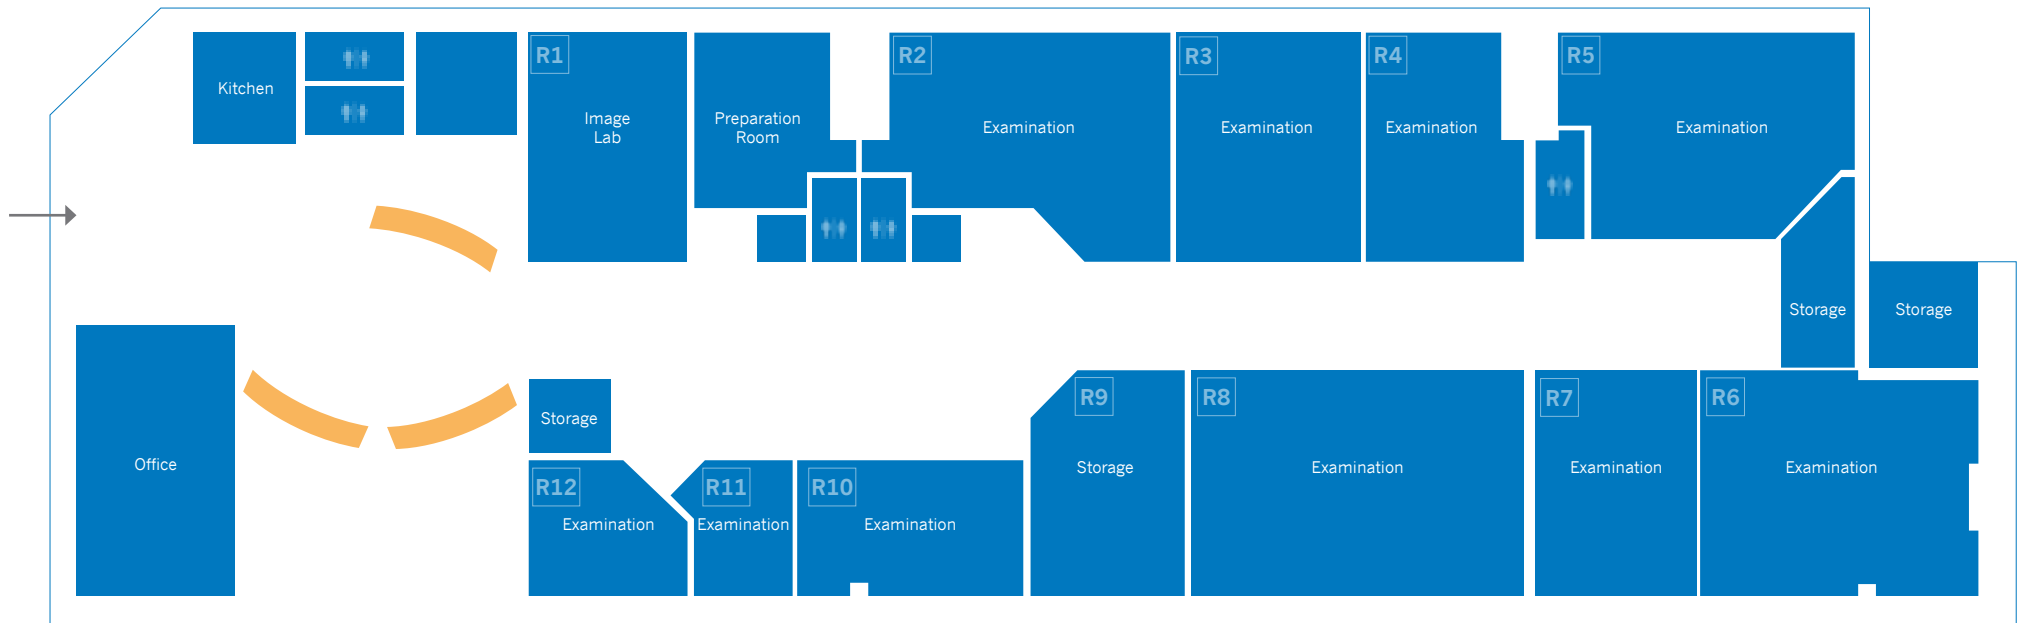 R1
R2
R3
R4
R5
Kitchen
Image
Lab
Preparation
Room
Examination
Examination
Examination
Examination
Storage
Storage
R9
R8
R7
R6
Storage
Office
Storage
Examination
Examination
Examination
R12
R11
R10
Examination
Examination
Examination